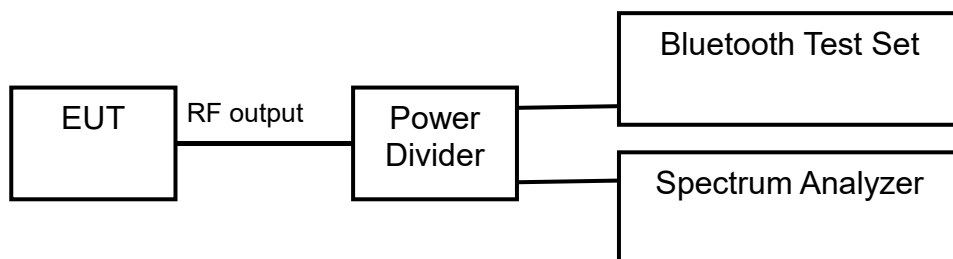 EUT
RF output
Power
Divider
Bluetooth Test Set
Spectrum Analyzer